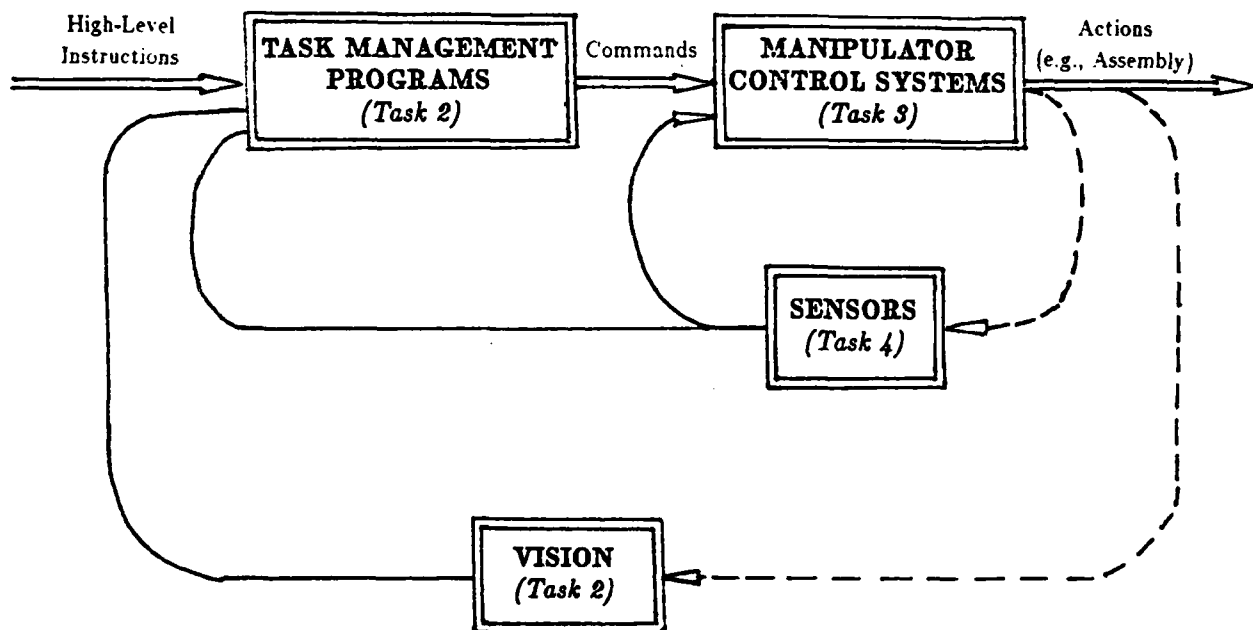 High-Level
Instructions
TASK MANAGEMENT
PROGRAMS
(Task 2)
Commands
MANIPULATOR
CONTROL SYSTEMS
(Task 3)
Actions
(e.g., Assembly)
SENSORS
(Task 4)
VISION
(Task 2)